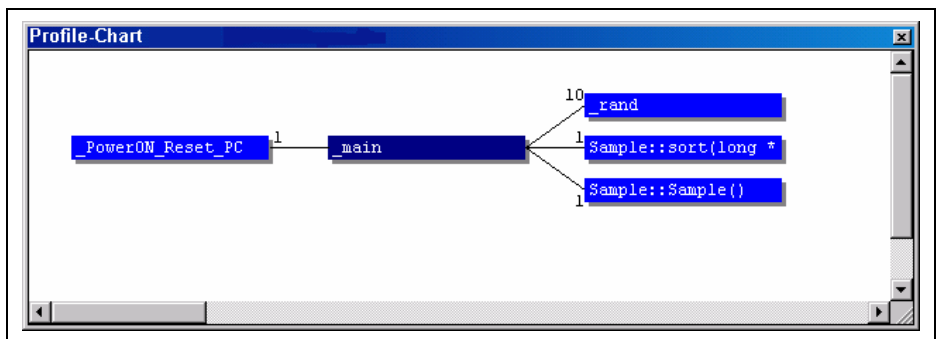 Profile-Chart
10
_rand
_PowerON_Reset_PC
1
_main
1
Sample::sort(long *
Sample::Sample()
1